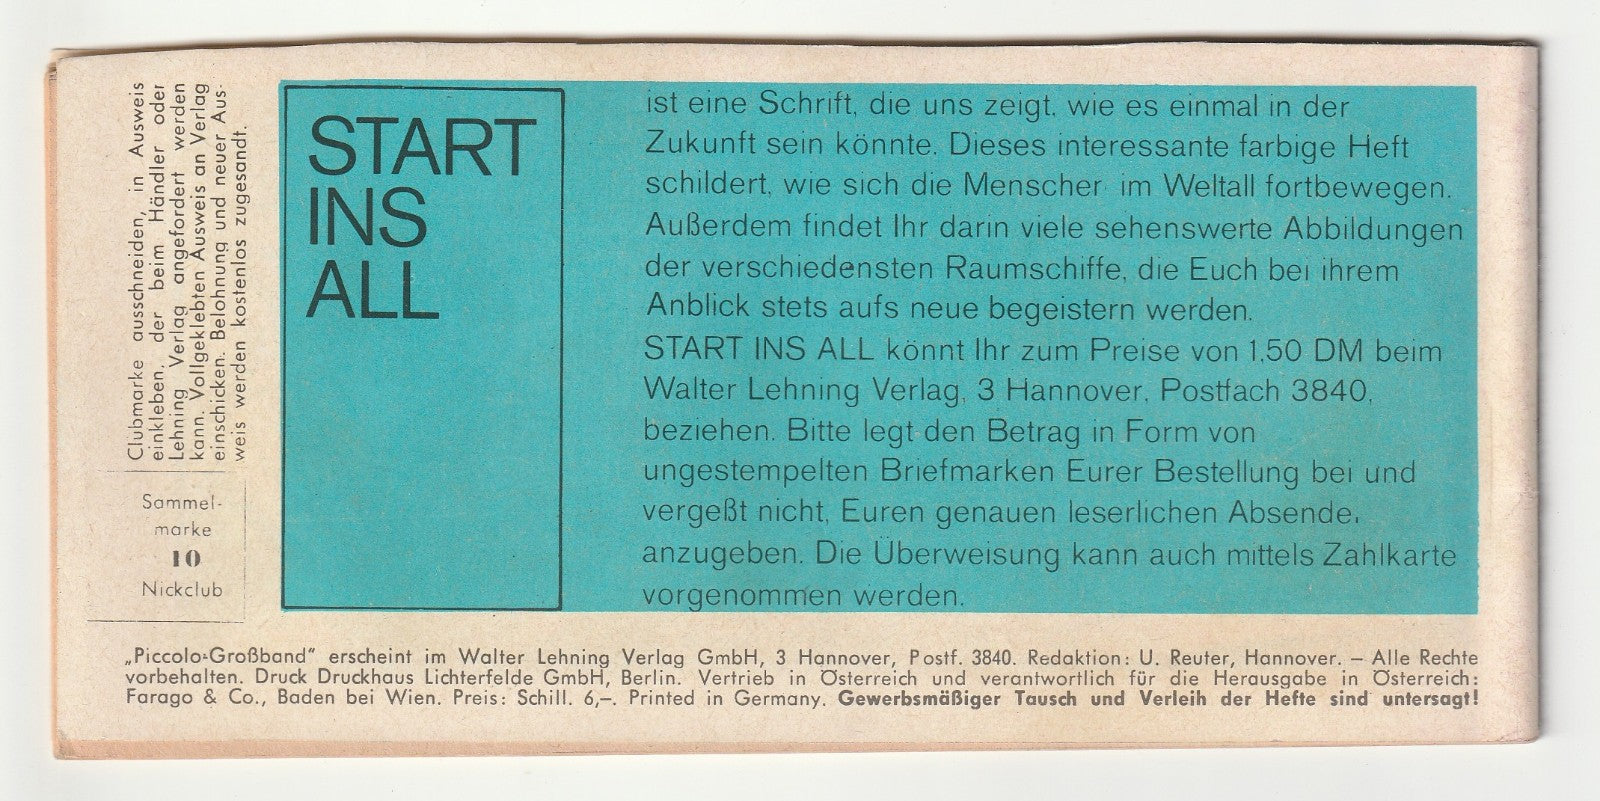 Clubmarke ausschneiden, in Ausweis
einkleben, der beim Händler oder
Lehning Verlag angefordert werden
kann. Vollgeklebten Ausweis an Verlag
einschicken. Belohnung und neuer Aus-
weis werden kostenlos zugesandt.
Sammel-
marke
10
Nickclub
START
INS
ALL
ist eine Schrift, die uns zeigt, wie es einmal in der
Zukunft sein könnte. Dieses interessante farbige Heft
schildert, wie sich die Menscher im Weltall fortbewegen.
Außerdem findet Ihr darin viele sehenswerte Abbildungen
der verschiedensten Raumschiffe, die Euch bei ihrem
Anblick stets aufs neue begeistern werden.
START INS ALL könnt Ihr zum Preise von 1,50 DM beim
Walter Lehning Verlag, 3 Hannover, Postfach 3840,
beziehen. Bitte legt den Betrag in Form von
ungestempelten Briefmarken Eurer Bestellung bei und
vergeßt nicht, Euren genauen leserlichen Absende.
anzugeben. Die Überweisung kann auch mittels Zahlkarte
vorgenommen werden.
„Piccolo-Großband“ erscheint im Walter Lehning Verlag GmbH, 3 Hannover, Postf. 3840. Redaktion: U. Reuter, Hannover. – Alle Rechte
vorbehalten. Druck Druckhaus Lichterfelde GmbH, Berlin. Vertrieb in Österreich und verantwortlich für die Herausgabe in Österreich:
Farago & Co., Baden bei Wien. Preis: Schill. 6,–. Printed in Germany. Gewerbsmäßiger Tausch und Verleih der Hefte sind untersagt!